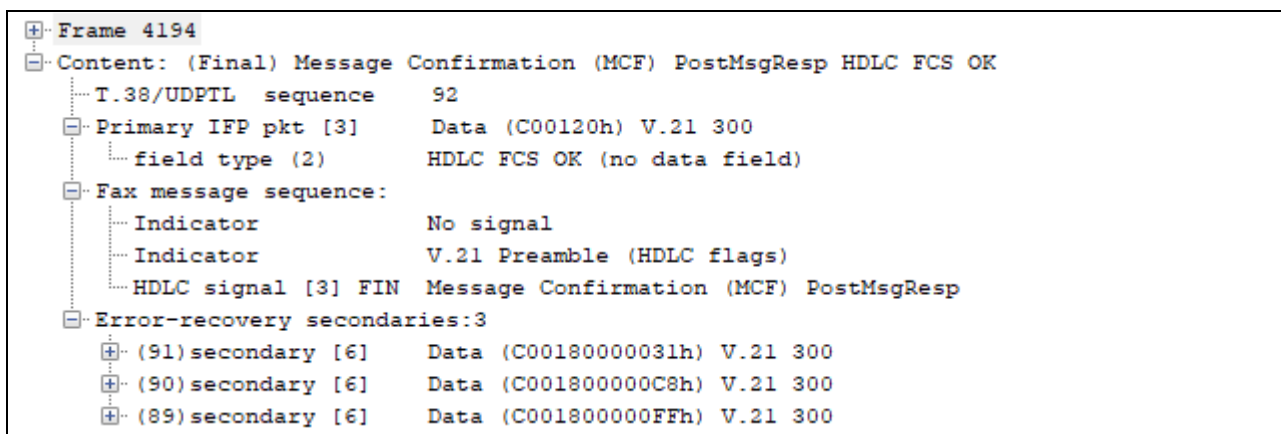 Frame 4194
Content: (Final) Message Confirmation (MCF) PostMsgResp HDLC FCS OK
T.38/UDPTL sequence 92
Primary IFP pkt [3] Data (C00120h) V.21 300
field type (2) HDLC FCS OK (no data field)
Fax message sequence:
Indicator No signal
Indicator V.21 Preamble (HDLC flags)
HDLC signal [3] FIN Message Confirmation (MCF) PostMsgResp
Error-recovery secondaries:3
(91)secondary [6] Data (C00180000031h) V.21 300
(90)secondary [6] Data (C001800000C8h) V.21 300
(89)secondary [6] Data (C001800000FFh) V.21 300